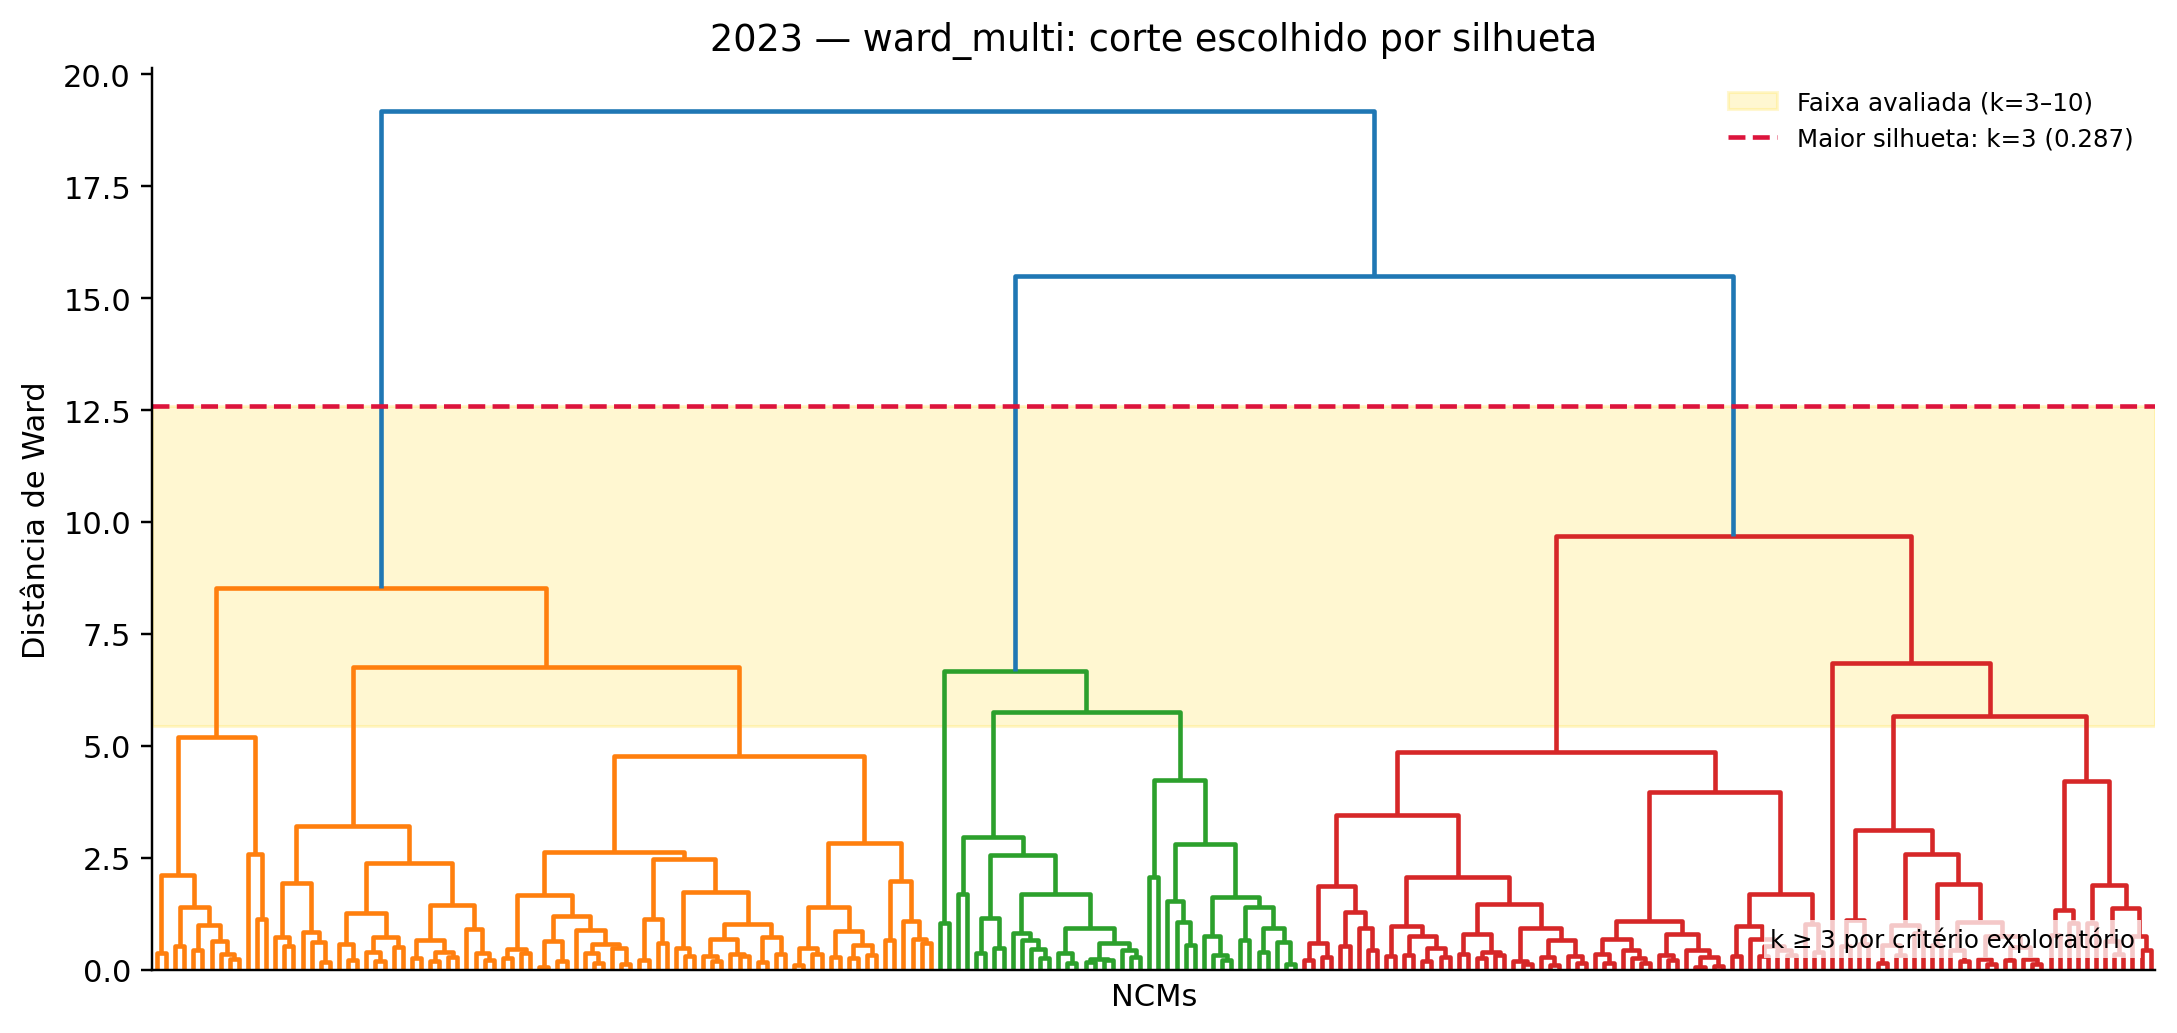 2023 — ward_multi: corte escolhido por silhueta
Faixa avaliada (k=3–10)
Maior silhueta: k=3 (0.287)
Distância de Ward
20.0
17.5
15.0
12.5
10.0
7.5
5.0
2.5
0.0
k ≥ 3 por critério exploratório
NCMs